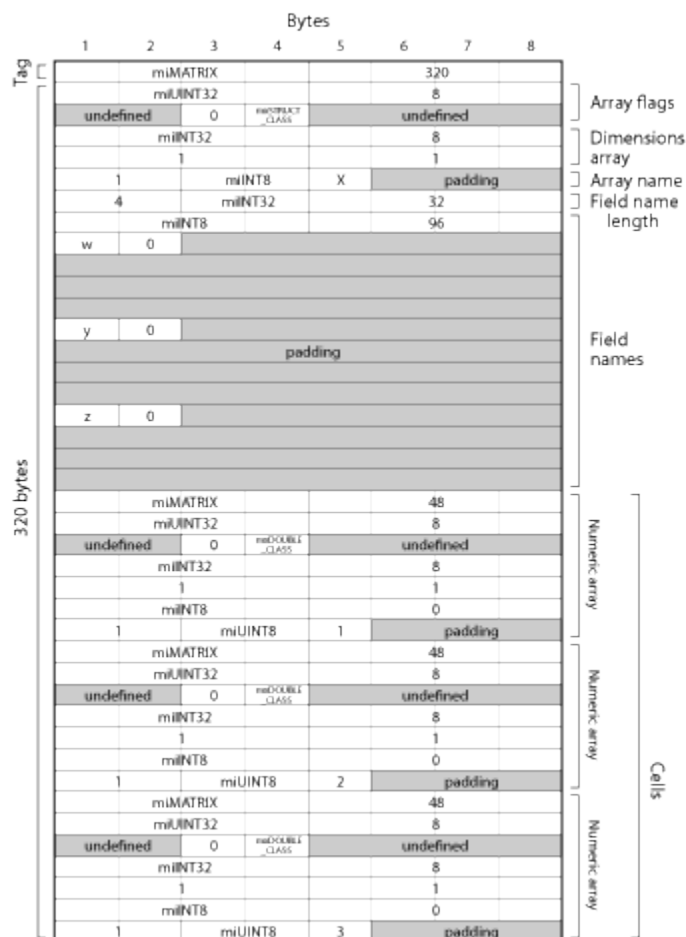 Bytes
1 2 3 4 5 6 7 8
Tag
miMATRIX 320
miUINT32 8
Array flags
undefined 0 mxSTRUCT_CLASS undefined
miINT32 8
Dimensions array
1 1
1 miINT8 X padding
Array name
4 miINT32 32
Field name length
miINT8 96
w 0
y 0
padding
Field names
z 0
320 bytes
miMATRIX 48
miUINT32 8
undefined 0 mxDOUBLE_CLASS undefined
miINT32 8
1 1
miINT8 0
1 miUINT8 1 padding
Numeric array
miMATRIX 48
miUINT32 8
undefined 0 mxDOUBLE_CLASS undefined
miINT32 8
1 1
miINT8 0
1 miUINT8 2 padding
Numeric array
Cells
miMATRIX 48
miUINT32 8
undefined 0 mxDOUBLE_CLASS undefined
miINT32 8
1 1
miINT8 0
1 miUINT8 3 padding
Numeric array